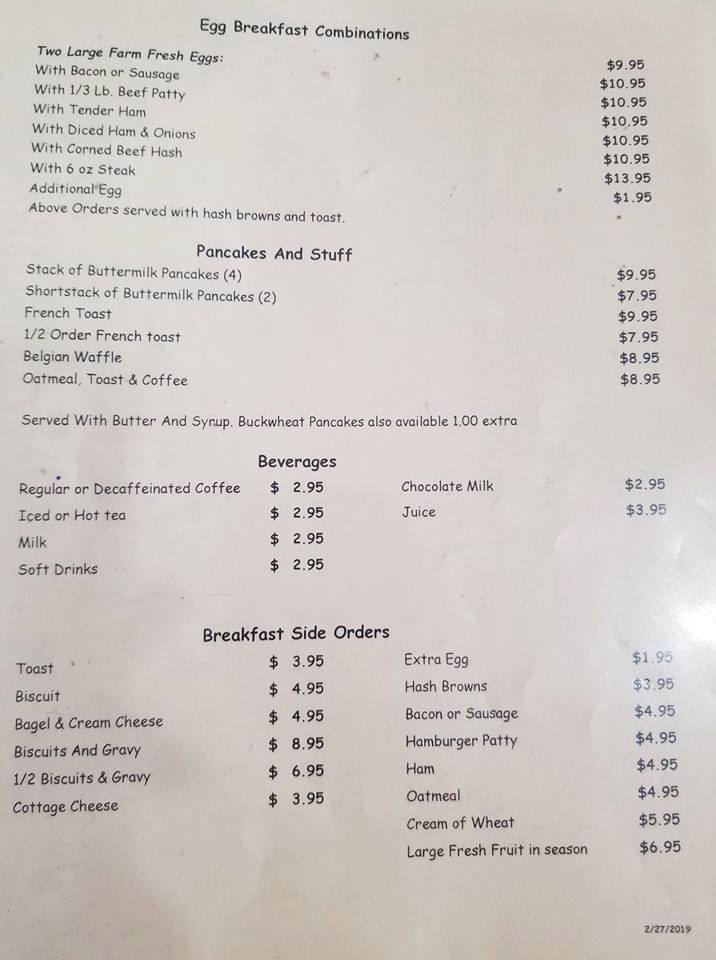 Egg Breakfast Combinations
Two Large Farm Fresh Eggs: $9.95
With Bacon or Sausage $10.95
With 1/3 Lb. Beef Patty $10.95
With Tender Ham $10.95
With Diced Ham & Onions $10.95
With Corned Beef Hash $10.95
With 6 oz Steak $13.95
Additional Egg $1.95
Above Orders served with hash browns and toast.
Pancakes And Stuff
Stack of Buttermilk Pancakes (4) $9.95
Shortstack of Buttermilk Pancakes (2) $7.95
French Toast $9.95
1/2 Order French toast $7.95
Belgian Waffle $8.95
Oatmeal, Toast & Coffee $8.95
Served With Butter And Syrup. Buckwheat Pancakes also available 1.00 extra
Beverages
Regular or Decaffeinated Coffee $ 2.95 Chocolate Milk $2.95
Iced or Hot tea $ 2.95 Juice $3.95
Milk $ 2.95
Soft Drinks $ 2.95
Breakfast Side Orders
Toast $ 3.95 Extra Egg $1.95
Biscuit $ 4.95 Hash Browns $3.95
Bagel & Cream Cheese $ 4.95 Bacon or Sausage $4.95
Biscuits And Gravy $ 8.95 Hamburger Patty $4.95
1/2 Biscuits & Gravy $ 6.95 Ham $4.95
Cottage Cheese $ 3.95 Oatmeal $4.95
Cream of Wheat $5.95
Large Fresh Fruit in season $6.95
2/27/2019